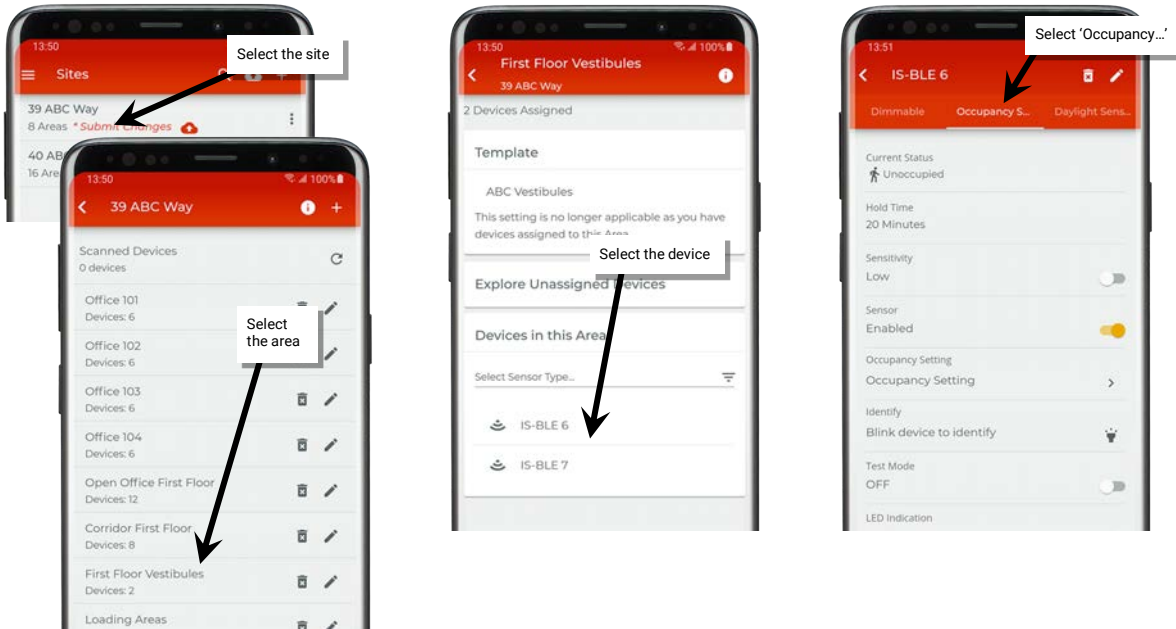 13:50
Select the site
Sites
39 ABC Way
8 Areas * Submit Changes
16 Are
13:50
100%
39 ABC Way
Scanned Devices
0 devices
Office 101
Devices: 6
Select
the area
Office 102
Devices: 6
Office 103
Devices: 6
Office 104
Devices: 6
Open Office First Floor
Devices: 12
Corridor First Floor
Devices: 8
First Floor Vestibules
Devices: 2
Loading Areas
13:50
100%
First Floor Vestibules
39 ABC Way
2 Devices Assigned
Template
ABC Vestibules
This setting is no longer applicable as you have
devices assigned to this Area
Select the device
Explore Unassigned Devices
Devices in this Area
Select Sensor Type...
IS-BLE 6
IS-BLE 7
Select ‘Occupancy…’
13:51
IS-BLE 6
Dimmable
Occupancy S...
Daylight Sens...
Current Status
Unoccupied
Hold Time
20 Minutes
Sensitivity
Low
Sensor
Enabled
Occupancy Setting
Occupancy Setting
Identify
Blink device to identify
Test Mode
OFF
LED Indication